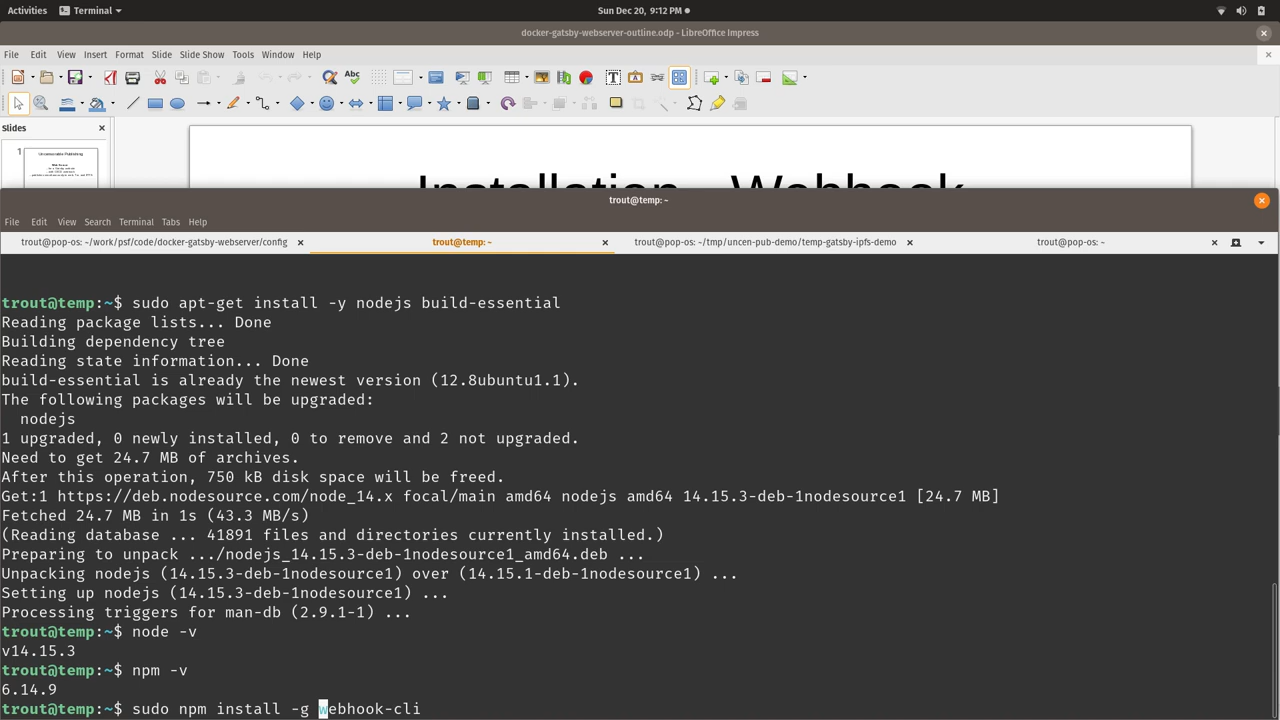 Activities Terminal Sun Dec 20, 9:12 PM
docker-gatsby-webserver-outline.odp - LibreOffice Impress
File Edit View Insert Format Slide Slide Show Tools Window Help
Slides
1
Installation - Webhook
trout@temp: ~
File Edit View Search Terminal Tabs Help
trout@pop-os: ~/work/psf/code/docker-gatsby-webserver/config trout@temp: ~ trout@pop-os: ~/tmp/uncen-pub-demo/temp-gatsby-ipfs-demo trout@pop-os: ~
trout@temp:~$ sudo apt-get install -y nodejs build-essential
Reading package lists... Done
Building dependency tree
Reading state information... Done
build-essential is already the newest version (12.8ubuntu1.1).
The following packages will be upgraded:
nodejs
1 upgraded, 0 newly installed, 0 to remove and 2 not upgraded.
Need to get 24.7 MB of archives.
After this operation, 750 kB disk space will be freed.
Get:1 https://deb.nodesource.com/node_14.x focal/main amd64 nodejs amd64 14.15.3-deb-1nodesource1 [24.7 MB]
Fetched 24.7 MB in 1s (43.3 MB/s)
(Reading database ... 41891 files and directories currently installed.)
Preparing to unpack .../nodejs_14.15.3-deb-1nodesource1_amd64.deb ...
Unpacking nodejs (14.15.3-deb-1nodesource1) over (14.15.1-deb-1nodesource1) ...
Setting up nodejs (14.15.3-deb-1nodesource1) ...
Processing triggers for man-db (2.9.1-1) ...
trout@temp:~$ node -v
v14.15.3
trout@temp:~$ npm -v
6.14.9
trout@temp:~$ sudo npm install -g webhook-cli